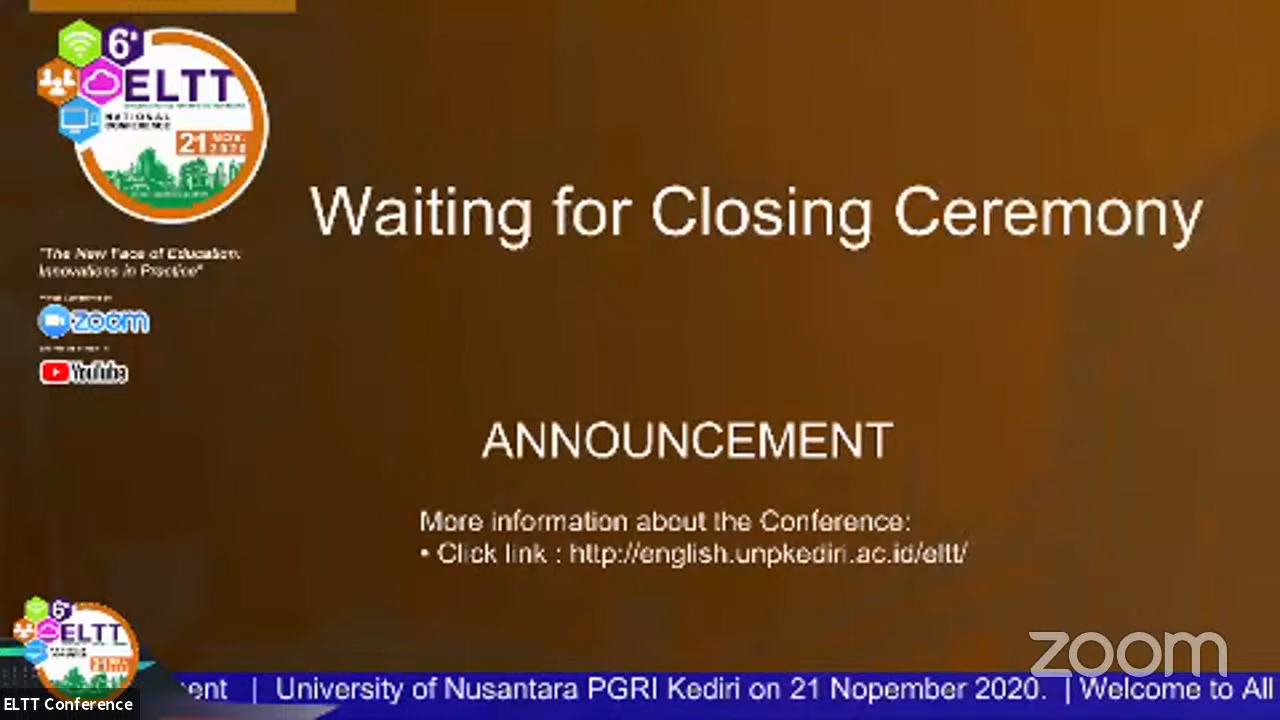 6th
ELTT
NATIONAL
CONFERENCE
21 NOV.
2020
"The New Face of Education:
Innovations in Practice"
zoom
YouTube
Waiting for Closing Ceremony
ANNOUNCEMENT
More information about the Conference:
• Click link : http://english.unpkediri.ac.id/eltt/
zoom
6th
ELTT
ent | University of Nusantara PGRI Kediri on 21 Nopember 2020. | Welcome to All
ELTT Conference